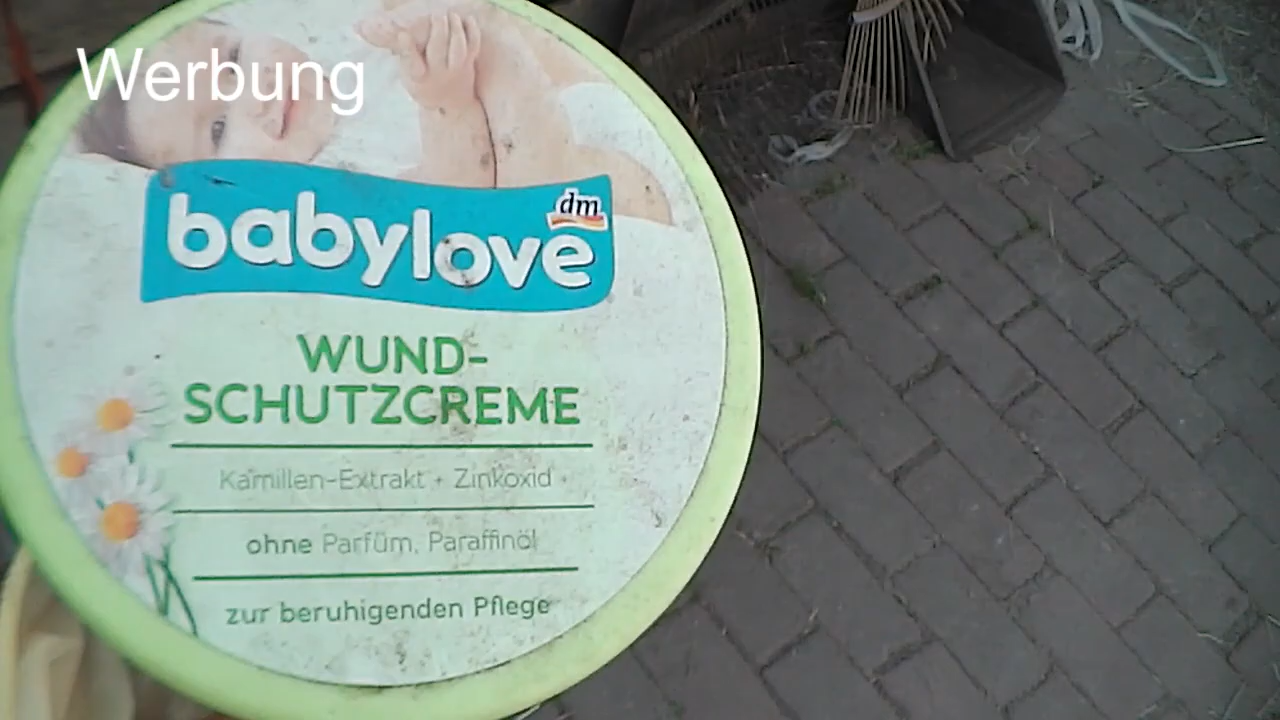 Werbung
babylove
dm
WUND-
SCHUTZCREME
Kamillen-Extrakt + Zinkoxid
ohne Parfüm, Paraffinöl
zur beruhigenden Pflege